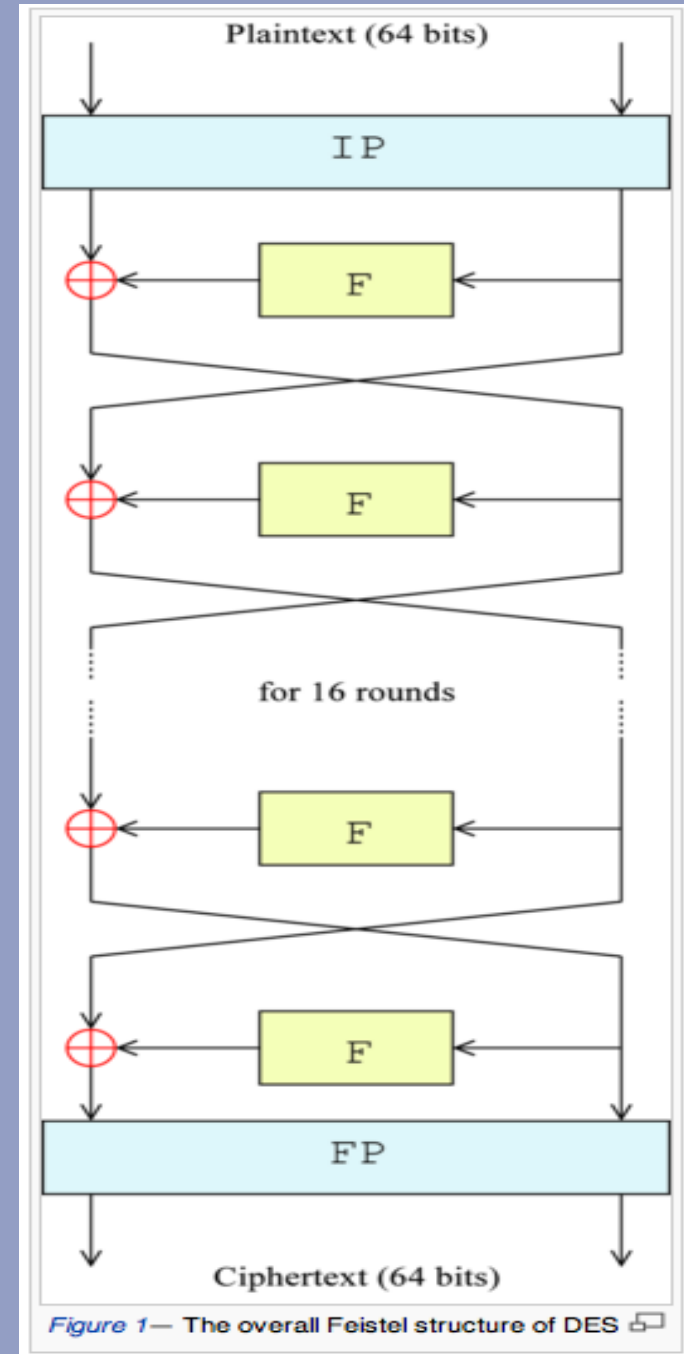 Plaintext (64 bits)
IP
F
F
for 16 rounds
F
F
FP
Ciphertext (64 bits)
Figure 1— The overall Feistel structure of DES